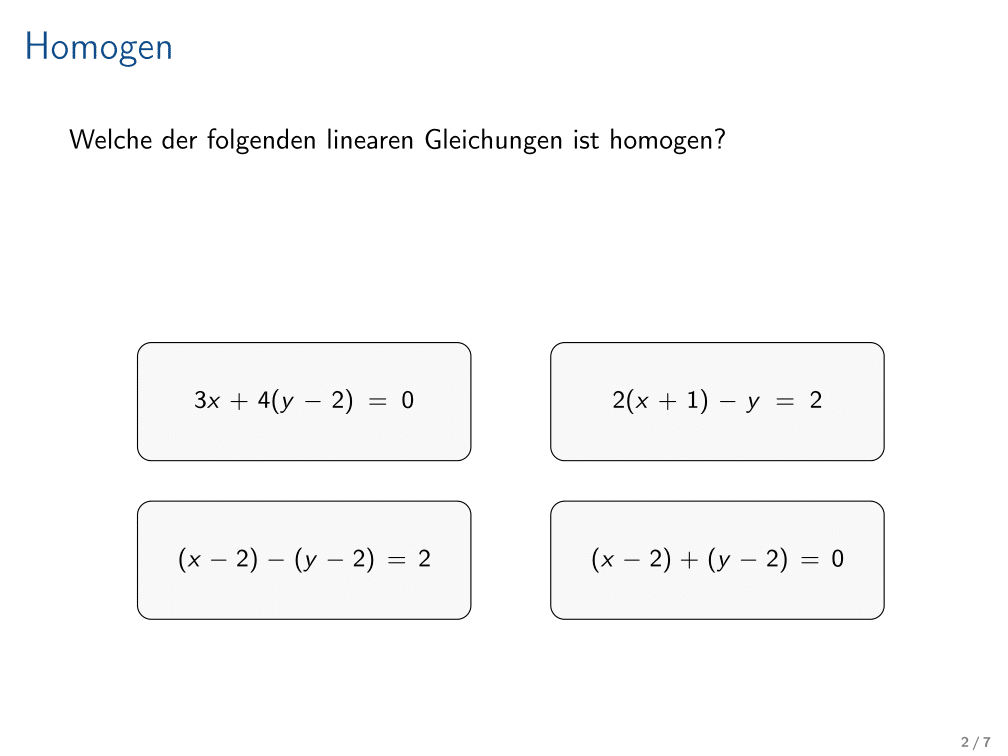 Homogen
Welche der folgenden linearen Gleichungen ist homogen?
3x + 4(y − 2) = 0
2(x + 1) − y = 2
(x − 2) − (y − 2) = 2
(x − 2) + (y − 2) = 0
2 / 7